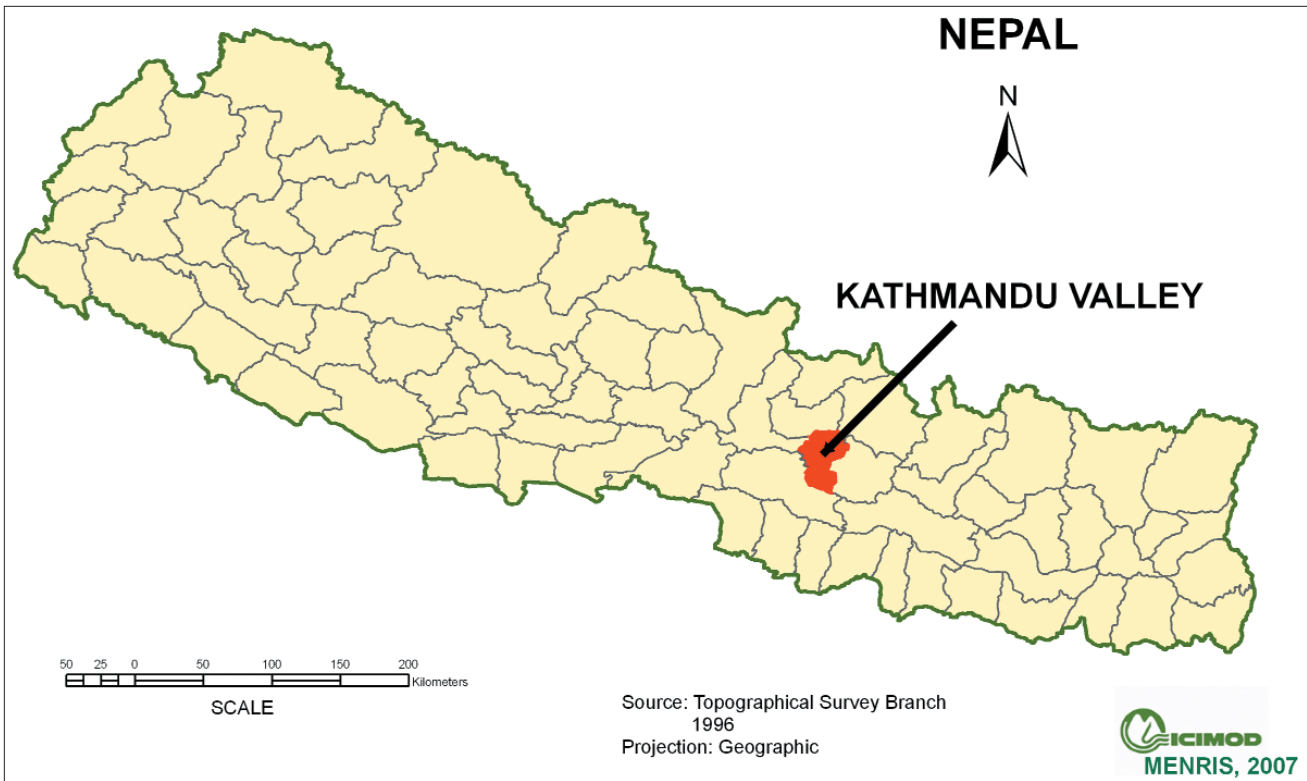 NEPAL
N
KATHMANDU VALLEY
50 25 0 50 100 150 200
Kilometers
SCALE
Source: Topographical Survey Branch
1996
Projection: Geographic
ICIMOD
MENRIS, 2007